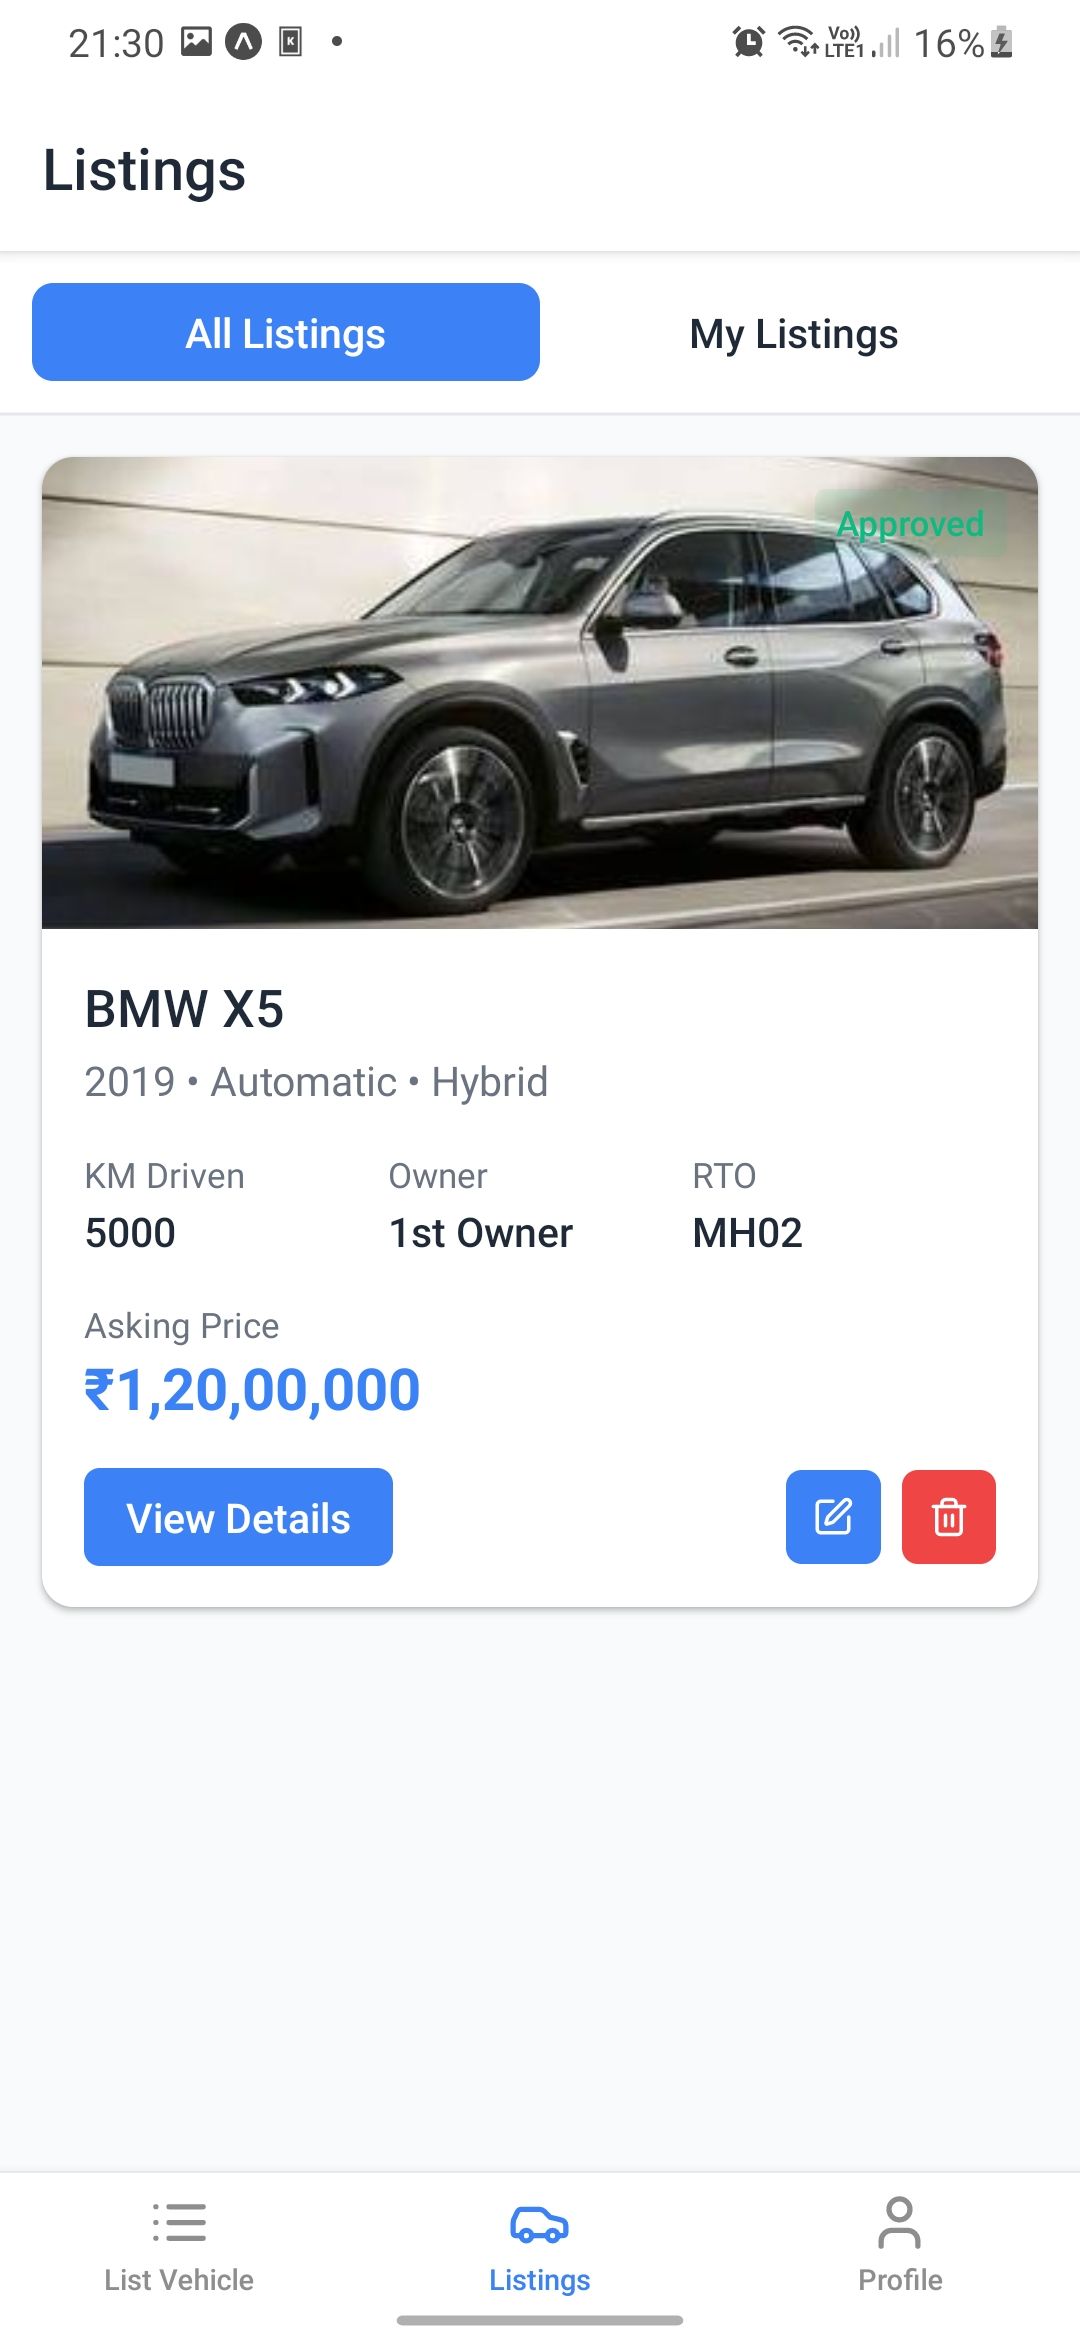 21:30
Vo)) LTE1 16%
Listings
All Listings
My Listings
Approved
BMW X5
2019 • Automatic • Hybrid
KM Driven
Owner
RTO
5000
1st Owner
MH02
Asking Price
₹1,20,00,000
View Details
List Vehicle
Listings
Profile